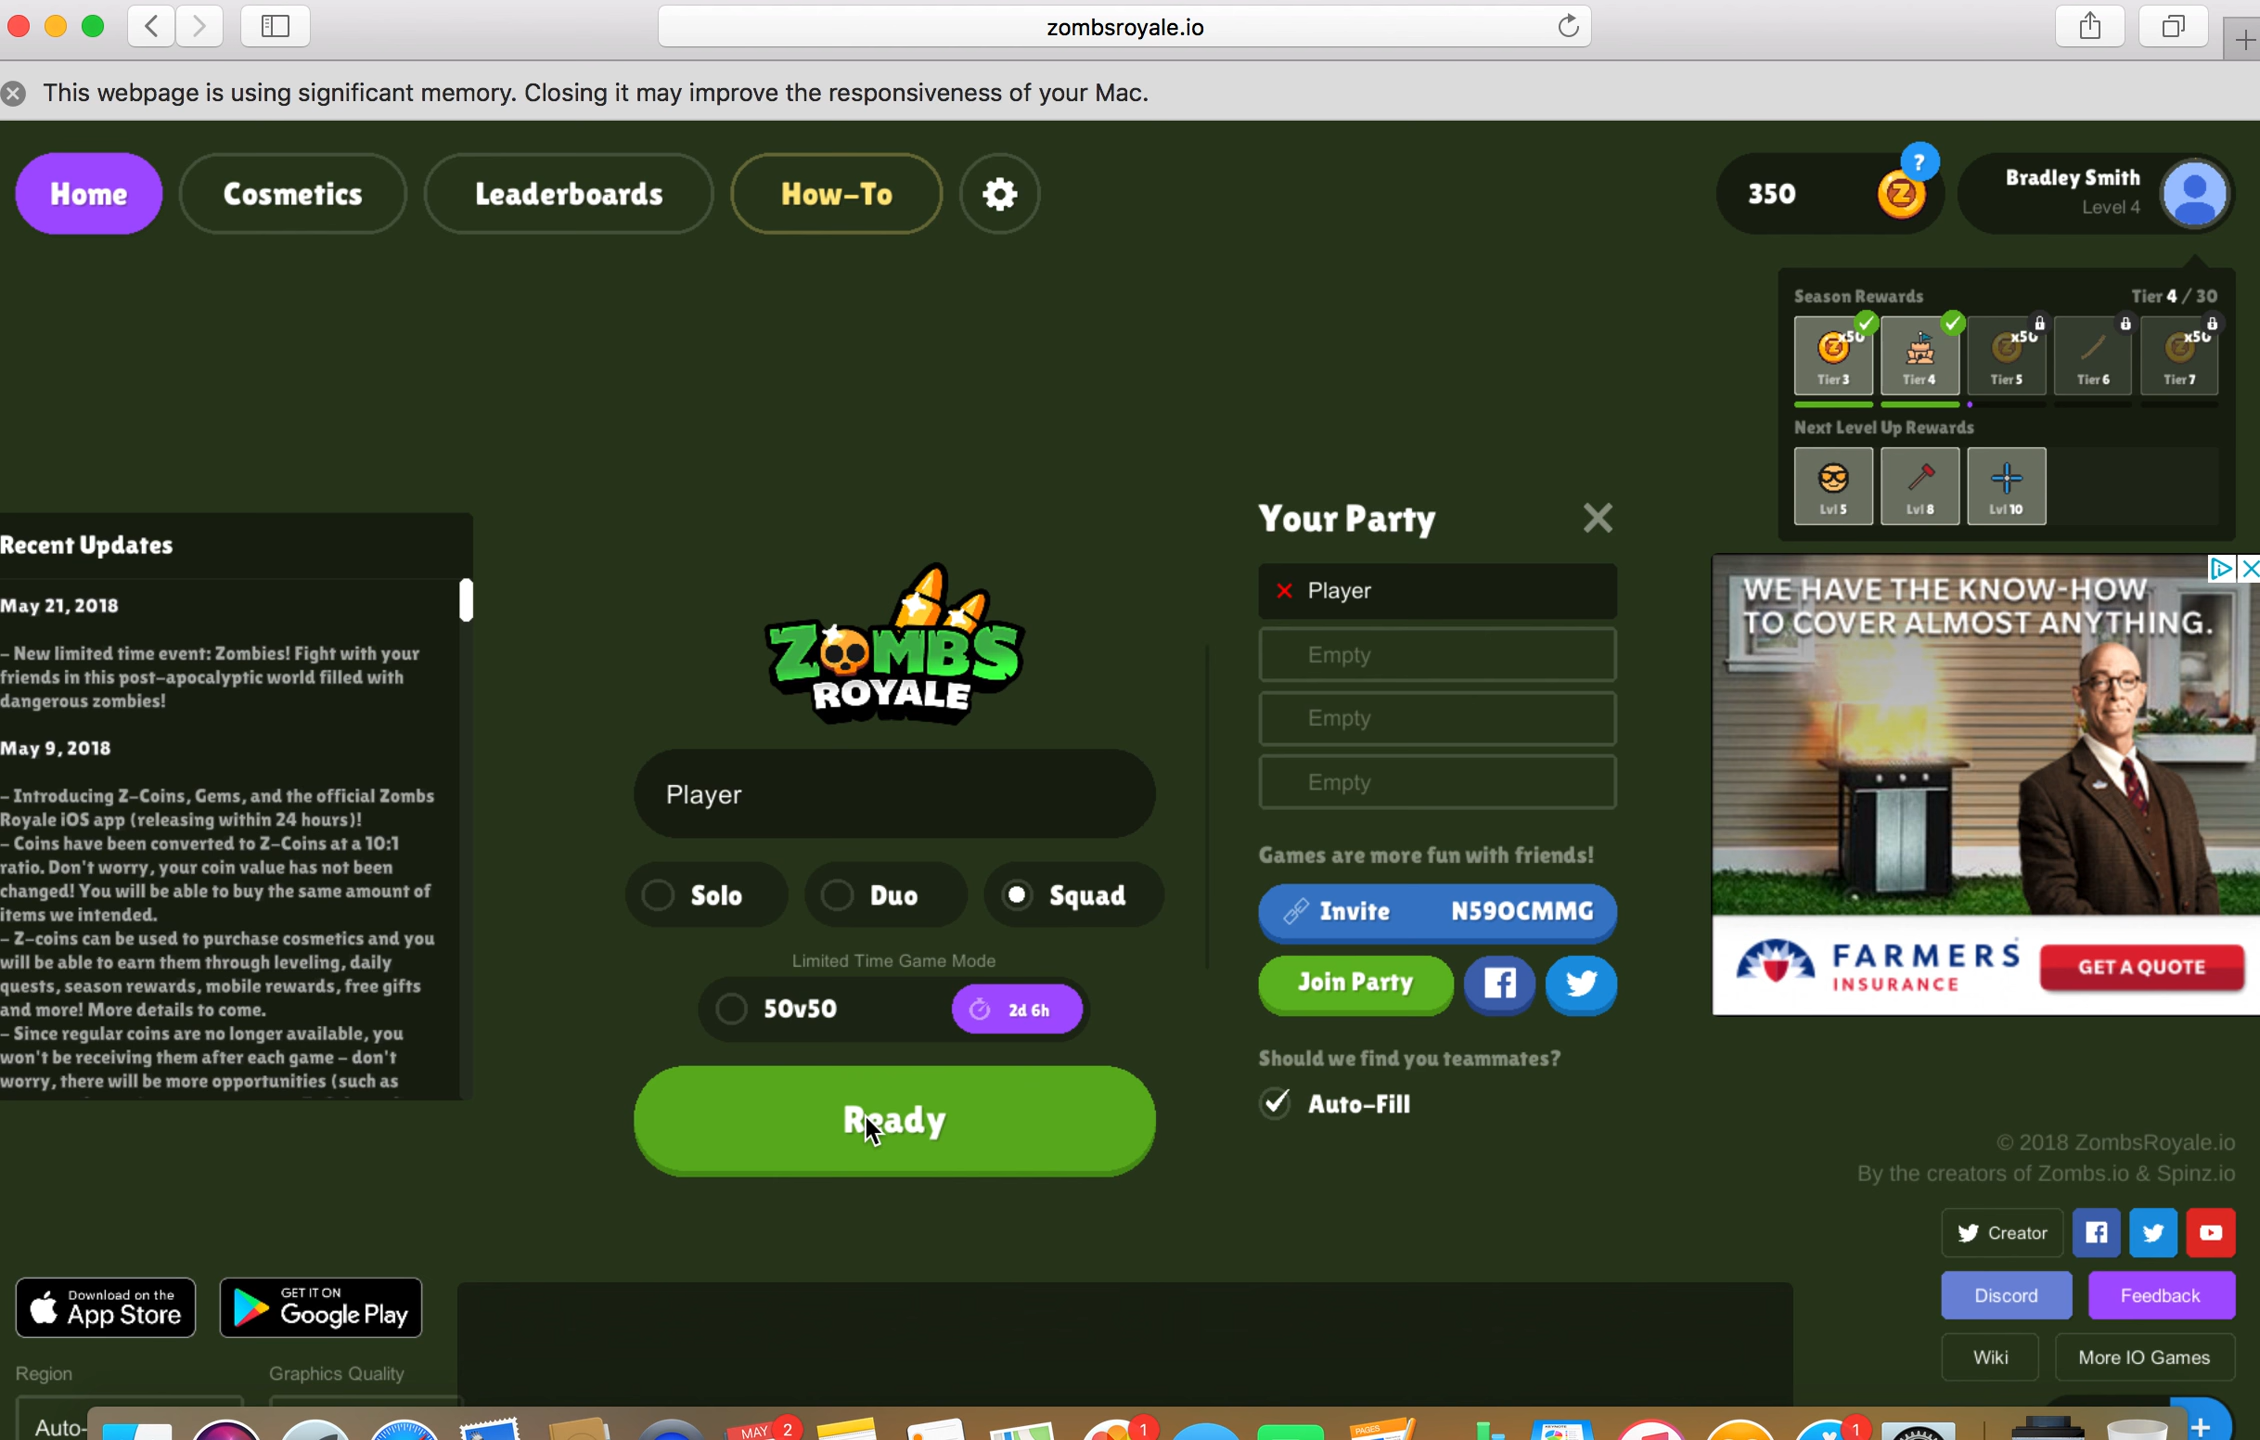 zombsroyale.io
This webpage is using significant memory. Closing it may improve the responsiveness of your Mac.
Home
Cosmetics
Leaderboards
How-To
350
?
Bradley Smith
Level 4
Season Rewards
Tier 4 / 30
x50
x50
x50
Tier 3
Tier 4
Tier 5
Tier 6
Tier 7
Next Level Up Rewards
Lvl 5
Lvl 8
Lvl 10
Recent Updates
May 21, 2018
- New limited time event: Zombies! Fight with your
friends in this post-apocalyptic world filled with
dangerous zombies!
May 9, 2018
- Introducing Z-Coins, Gems, and the official Zombs
Royale iOS app (releasing within 24 hours)!
- Coins have been converted to Z-Coins at a 10:1
ratio. Don't worry, your coin value has not been
changed! You will be able to buy the same amount of
items we intended.
- Z-coins can be used to purchase cosmetics and you
will be able to earn them through leveling, daily
quests, season rewards, mobile rewards, free gifts
and more! More details to come.
- Since regular coins are no longer available, you
won't be receiving them after each game - don't
worry, there will be more opportunities (such as
ZOMBS
ROYALE
Player
Solo
Duo
Squad
Limited Time Game Mode
50v50
2d 6h
Ready
Your Party
Player
Empty
Empty
Empty
Games are more fun with friends!
Invite N590CMMG
Join Party
Should we find you teammates?
Auto-Fill
WE HAVE THE KNOW-HOW
TO COVER ALMOST ANYTHING.
FARMERS
INSURANCE
GET A QUOTE
© 2018 ZombsRoyale.io
By the creators of Zombs.io & Spinz.io
Creator
Discord
Feedback
Wiki
More IO Games
Download on the
App Store
GET IT ON
Google Play
Region
Graphics Quality
Auto-
MAY
2
1
PAGES
1